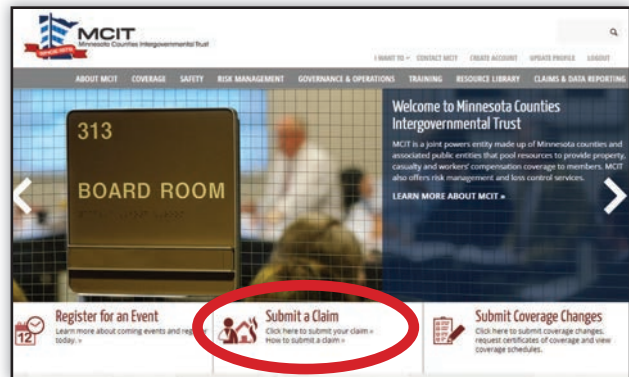 MCIT
Minnesota Counties Intergovernmental Trust
I WANT TO CONTACT MCIT CREATE ACCOUNT UPDATE PROFILE LOGOUT
ABOUT MCIT COVERAGE SAFETY RISK MANAGEMENT GOVERNANCE & OPERATIONS TRAINING RESOURCE LIBRARY CLAIMS & DATA REPORTING
313
BOARD ROOM
Welcome to Minnesota Counties
Intergovernmental Trust
MCIT is a joint powers entity made up of Minnesota counties and
associated public entities that pool resources to provide property,
casualty and workers' compensation coverage to members. MCIT
also offers risk management and loss control services.
LEARN MORE ABOUT MCIT »
12
Register for an Event
Learn more about coming events and register
today. »
Submit a Claim
Click here to submit your claim »
How to submit a claim »
Submit Coverage Changes
Click here to submit coverage changes,
request certificates of coverage and view
coverage schedules.